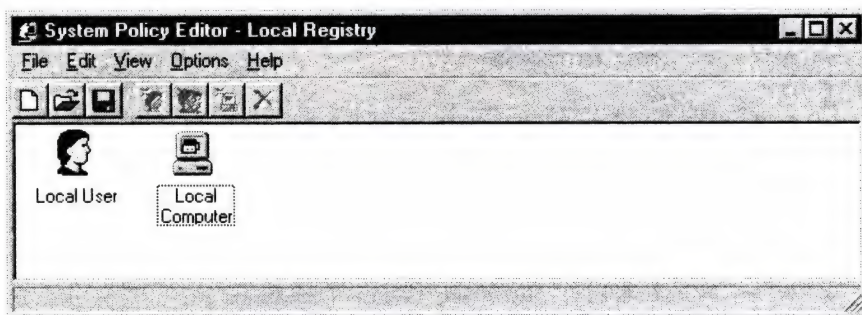 System Policy Editor - Local Registry
File Edit View Options Help
Local User
Local
Computer